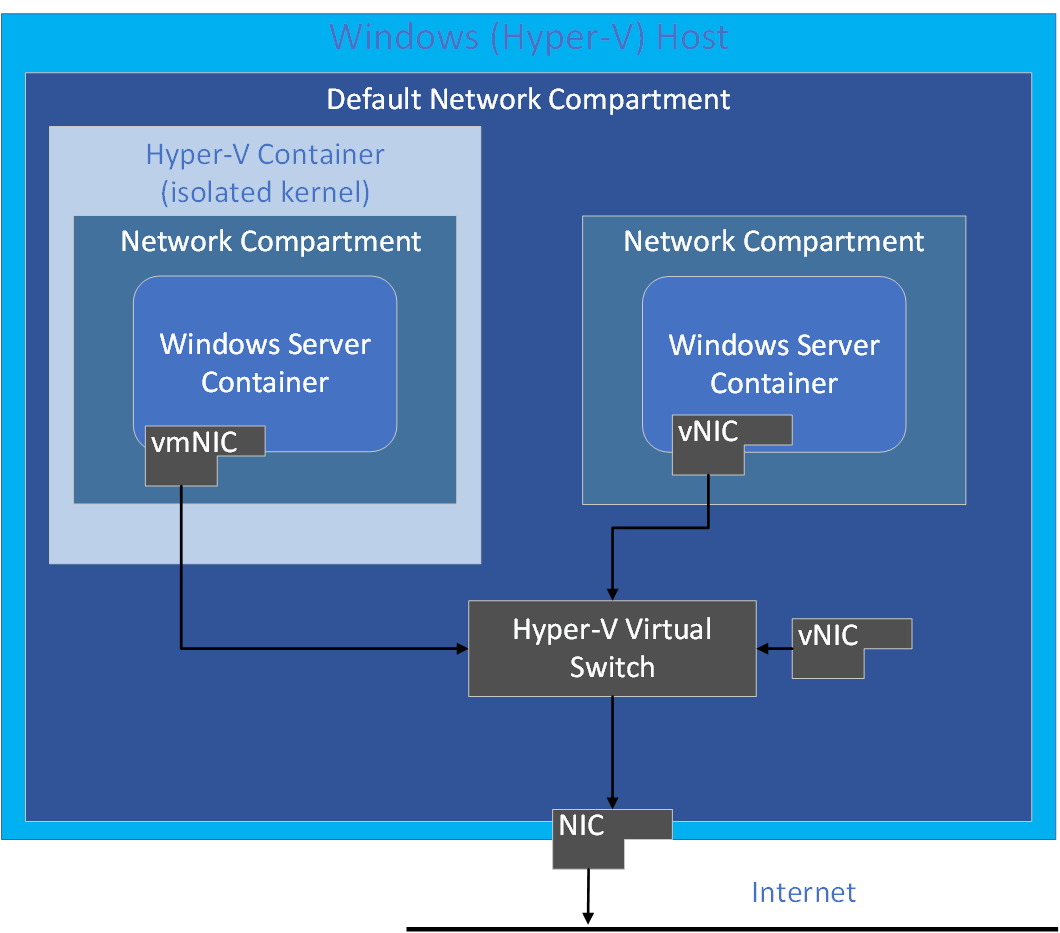 Windows (Hyper-V) Host
Default Network Compartment
Hyper-V Container
(isolated kernel)
Network Compartment
Windows Server
Container
vmNIC
Network Compartment
Windows Server
Container
vNIC
Hyper-V Virtual
Switch
vNIC
NIC
Internet